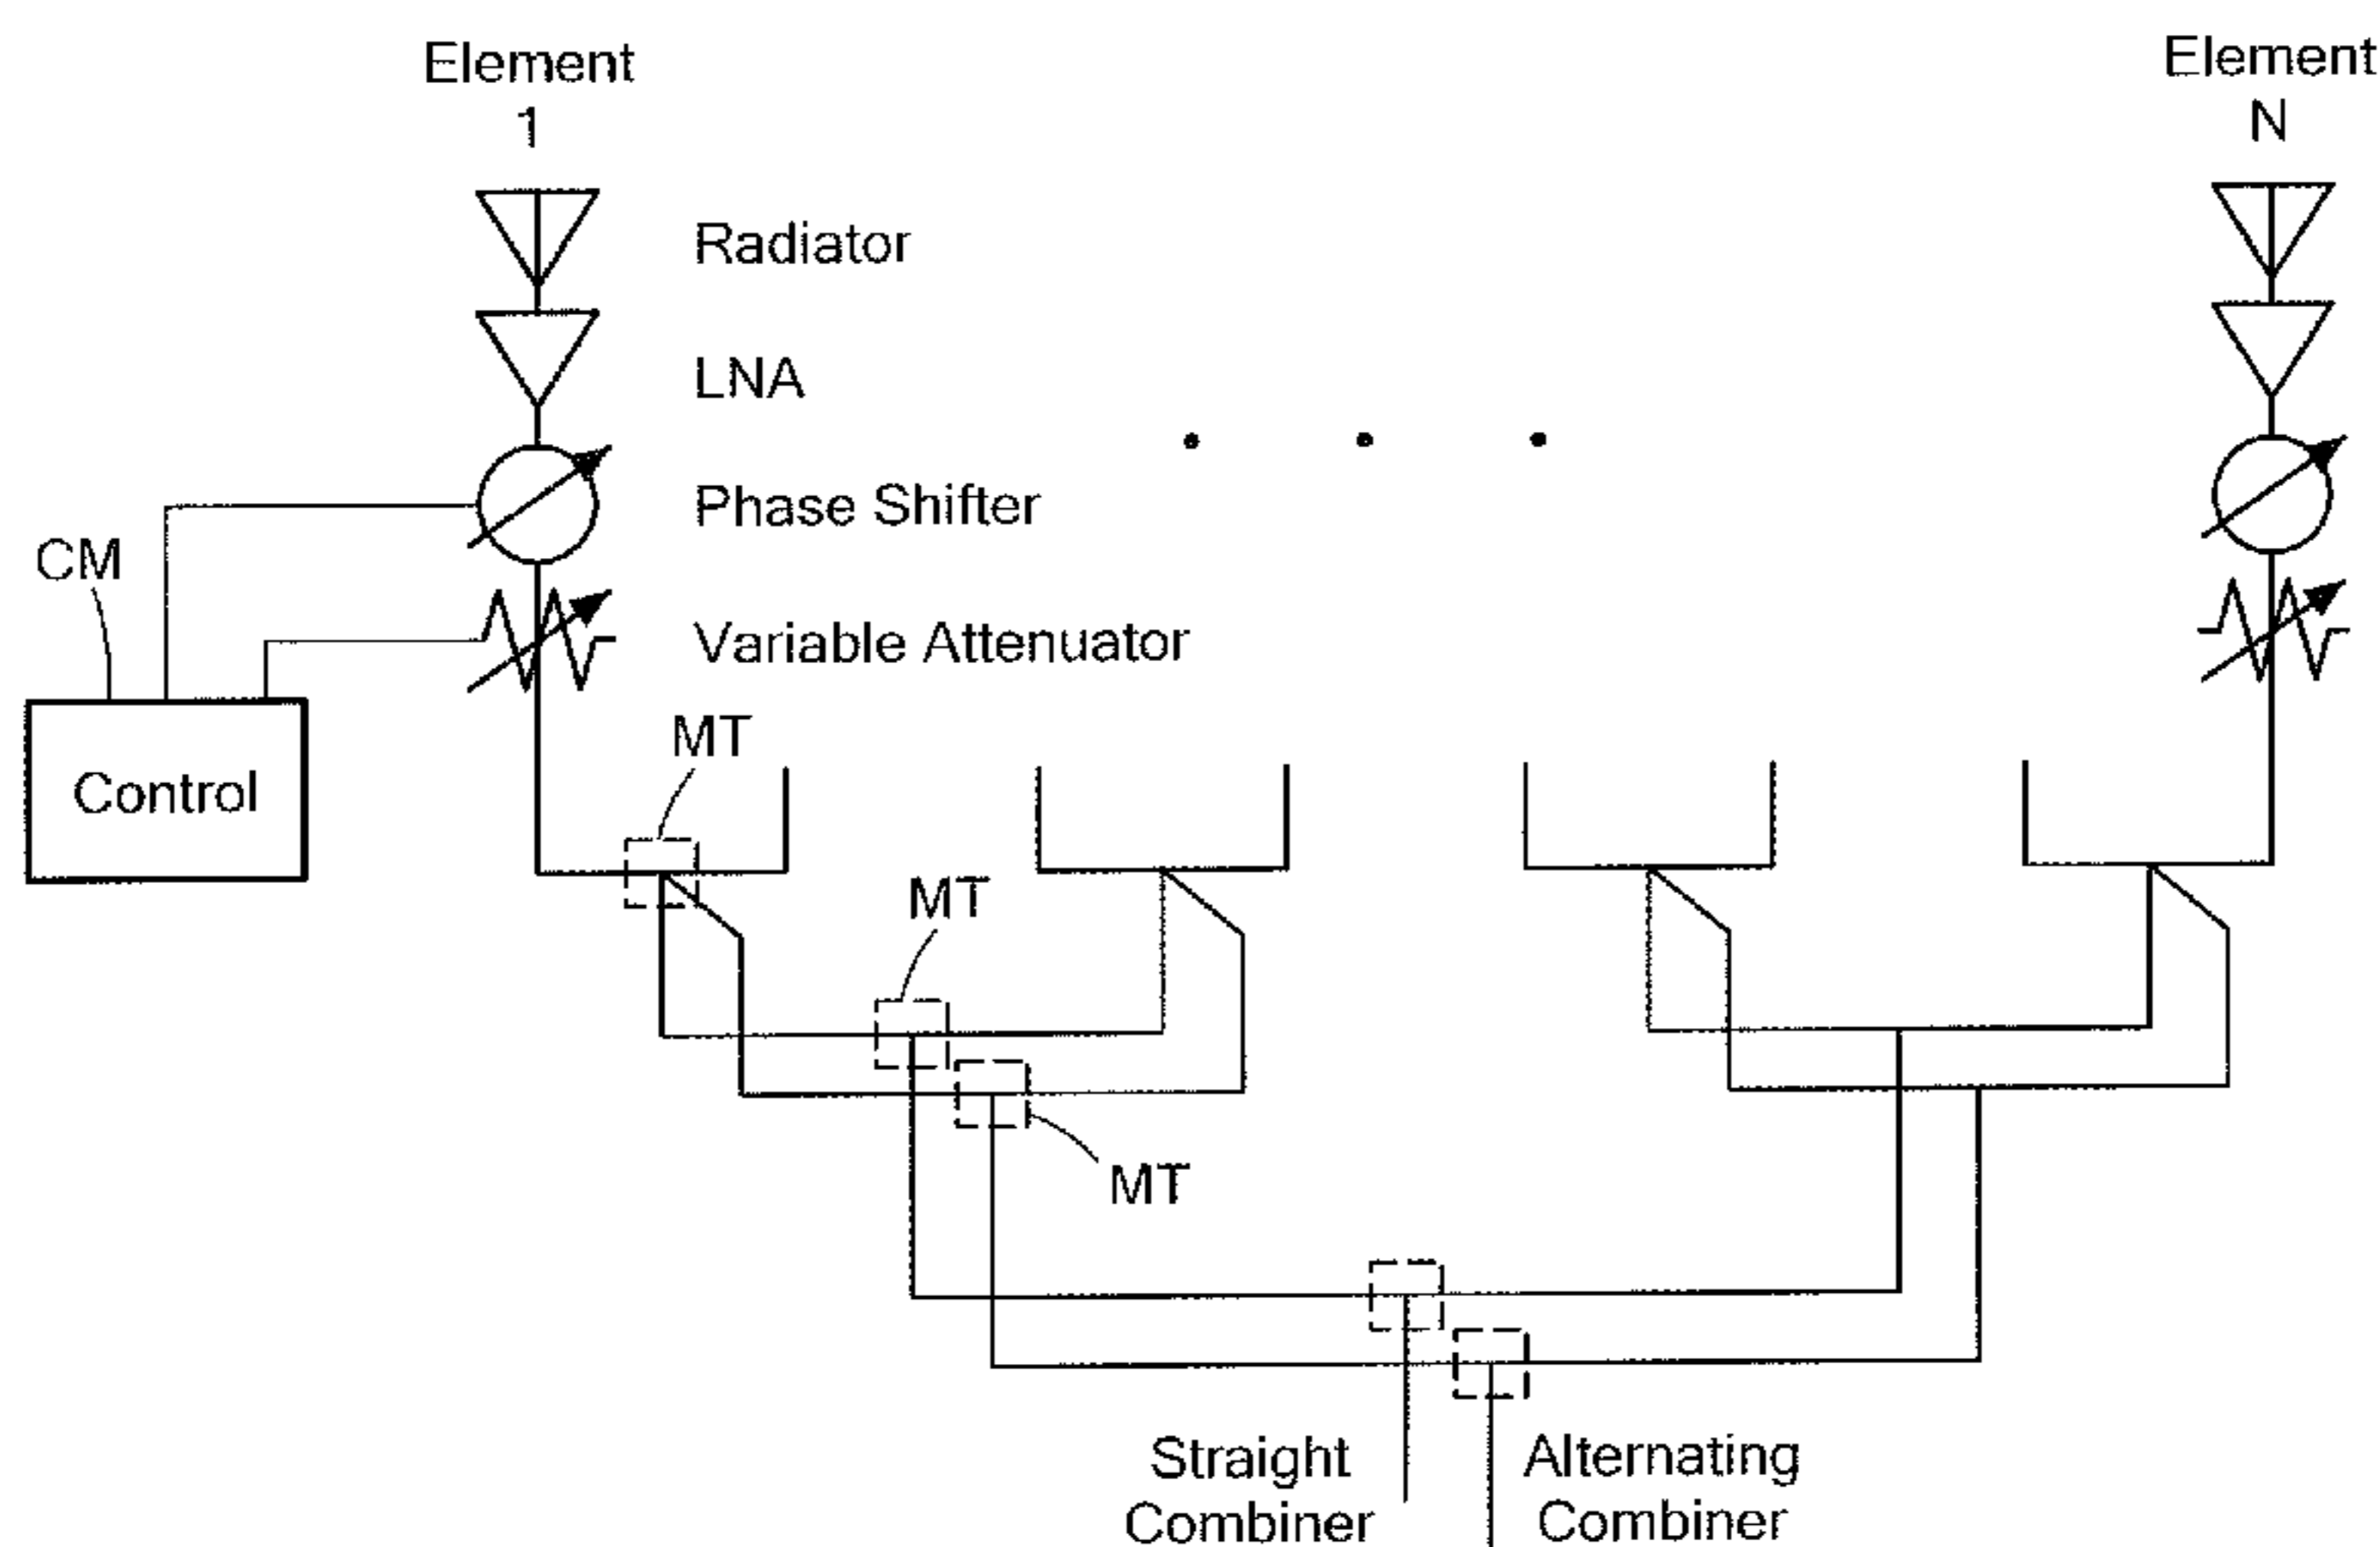 Element
1
Element
N
Radiator
LNA
Phase Shifter
CM
Variable Attenuator
MT
Control
MT
MT
Straight
Combiner
Alternating
Combiner